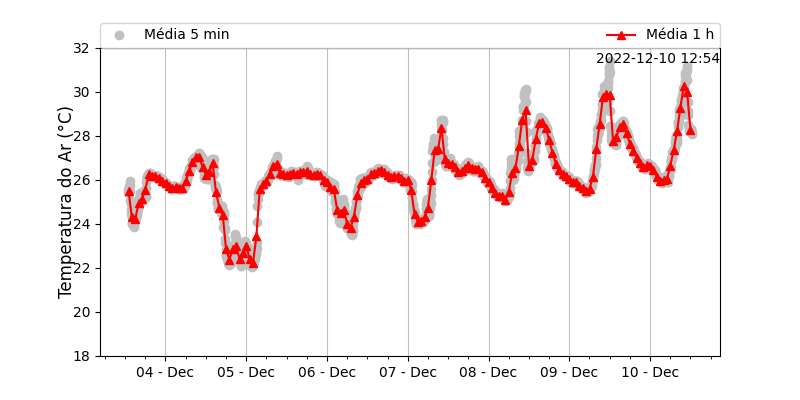 Média 5 min
Média 1 h
2022-12-10 12:54
Temperatura do Ar (°C)
32
30
28
26
24
22
20
18
04 - Dec
05 - Dec
06 - Dec
07 - Dec
08 - Dec
09 - Dec
10 - Dec